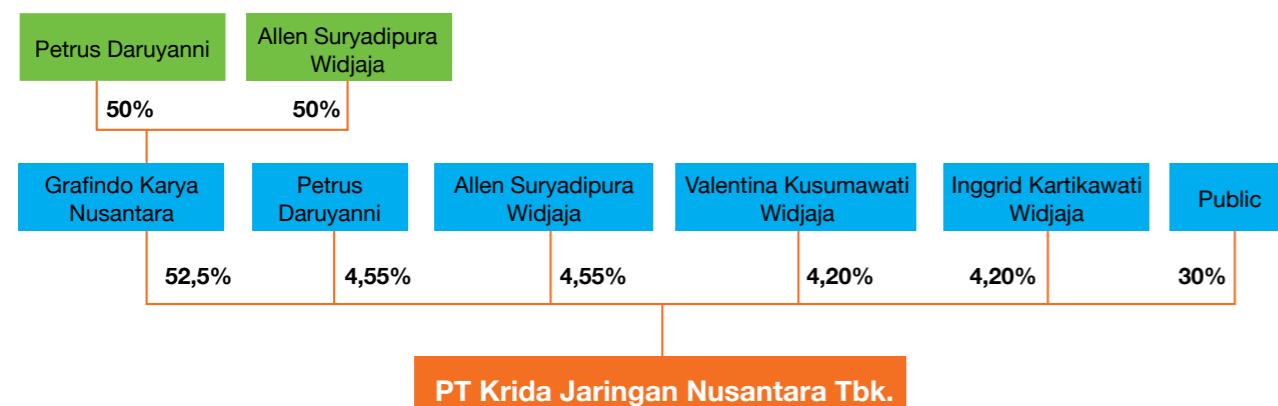 Petrus Daruyanni
Allen Suryadipura
Widjaja
50%
50%
Grafindo Karya
Nusantara
Petrus
Daruyanni
Allen Suryadipura
Widjaja
Valentina Kusumawati
Widjaja
Inggrid Kartikawati
Widjaja
Public
52,5%
4,55%
4,55%
4,20%
4,20%
30%
PT Krida Jaringan Nusantara Tbk.